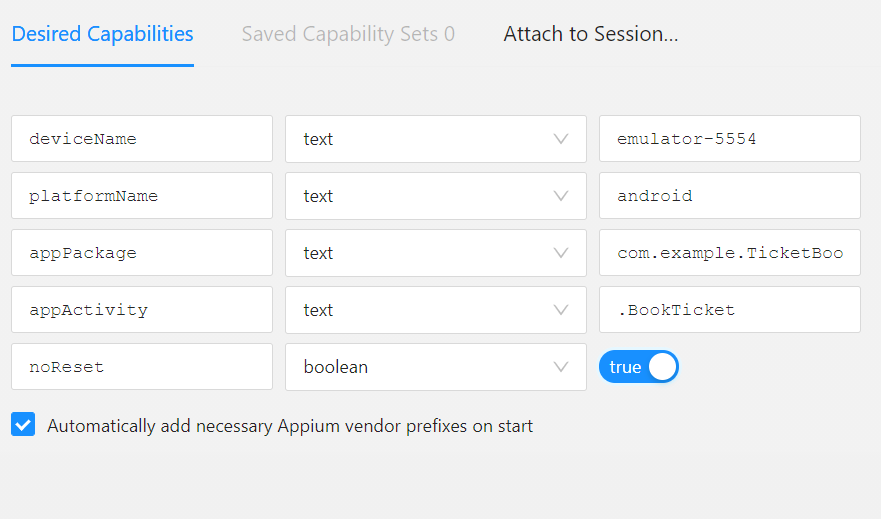 Desired Capabilities Saved Capability Sets 0 Attach to Session...
deviceName text emulator-5554
platformName text android
appPackage text com.example.TicketBoo
appActivity text .BookTicket
noReset boolean true
Automatically add necessary Appium vendor prefixes on start